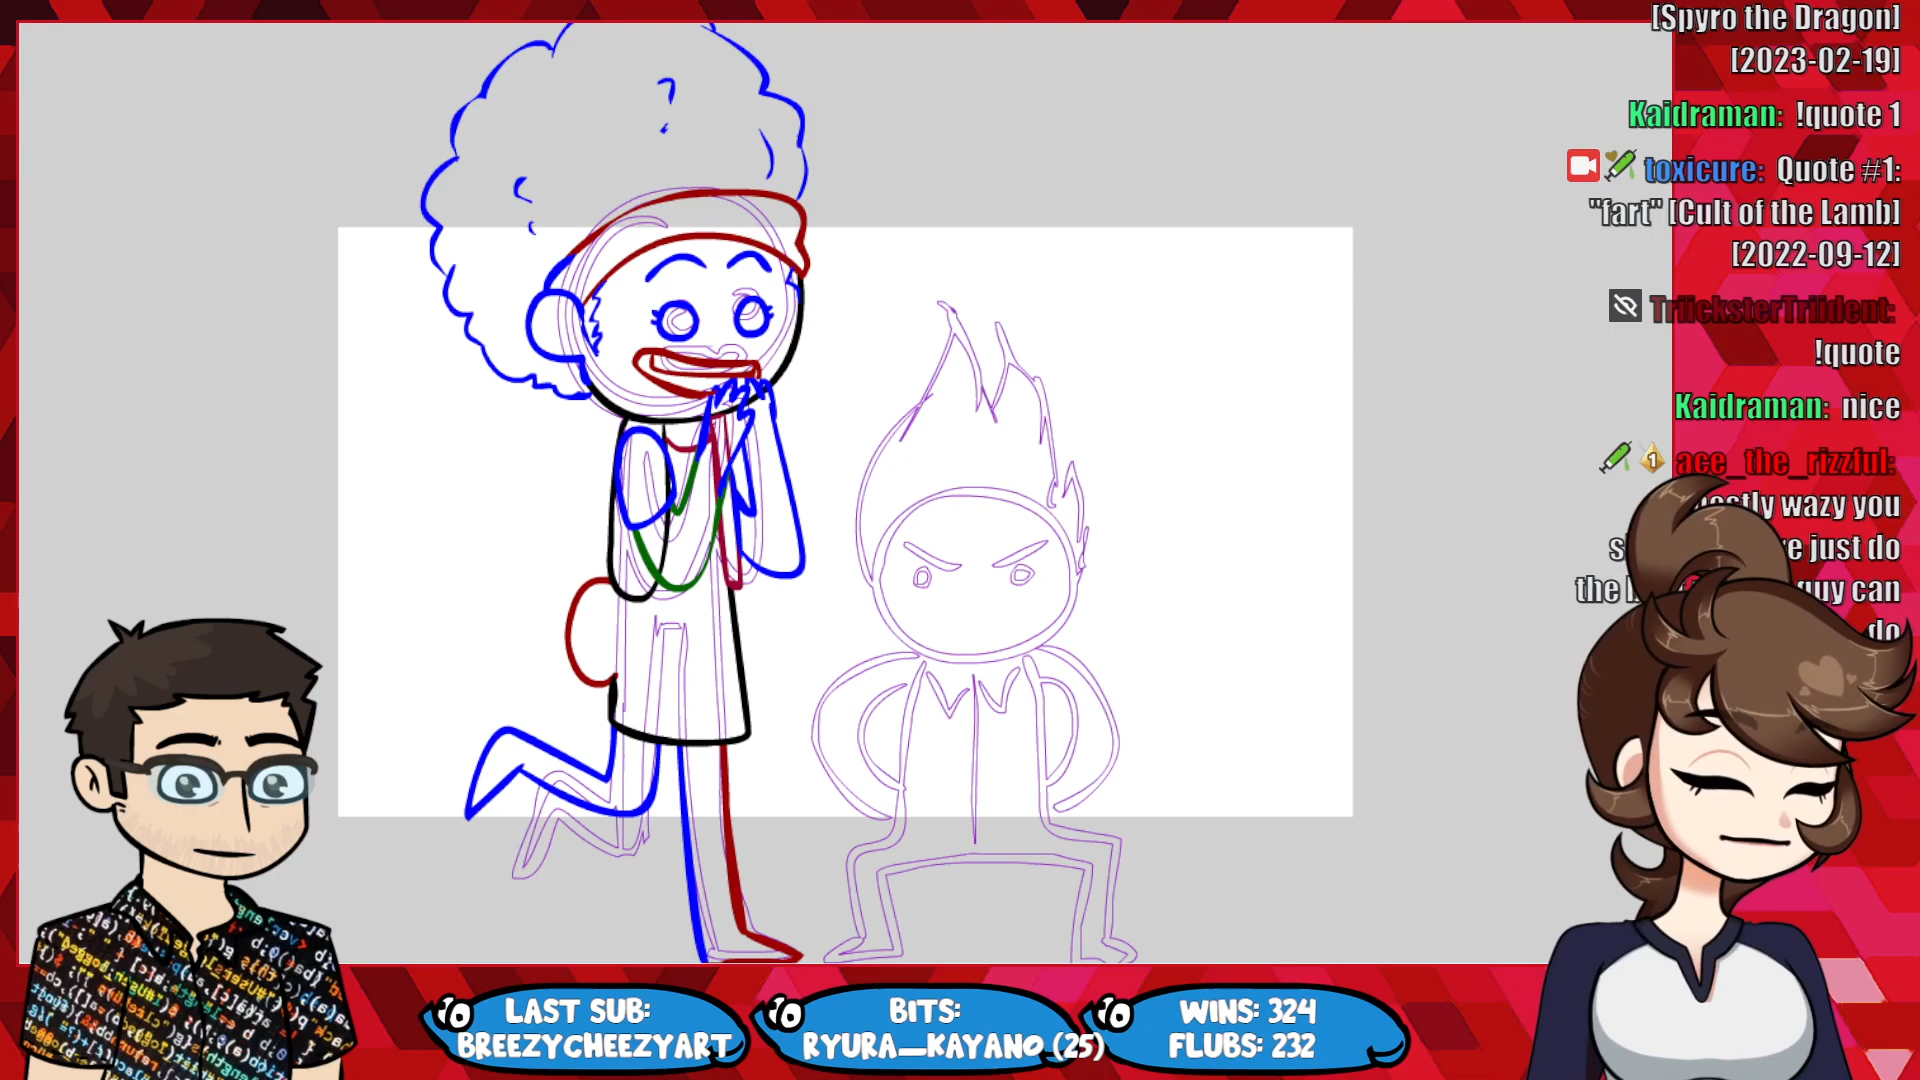 [Spyro the Dragon]
[2023-02-19]
Kaidraman: !quote 1
toxicure: Quote #1:
"fart" [Cult of the Lamb]
[2022-09-12]
TriicksterTriident:
!quote
Kaidraman: nice
1 ace_the_rizzful:
wazy you
just do
the guy can
do
LAST SUB:
BREEZYCHEEZYART
BITS:
RYURA_KAYANO (25)
WINS: 324
FLUBS: 232